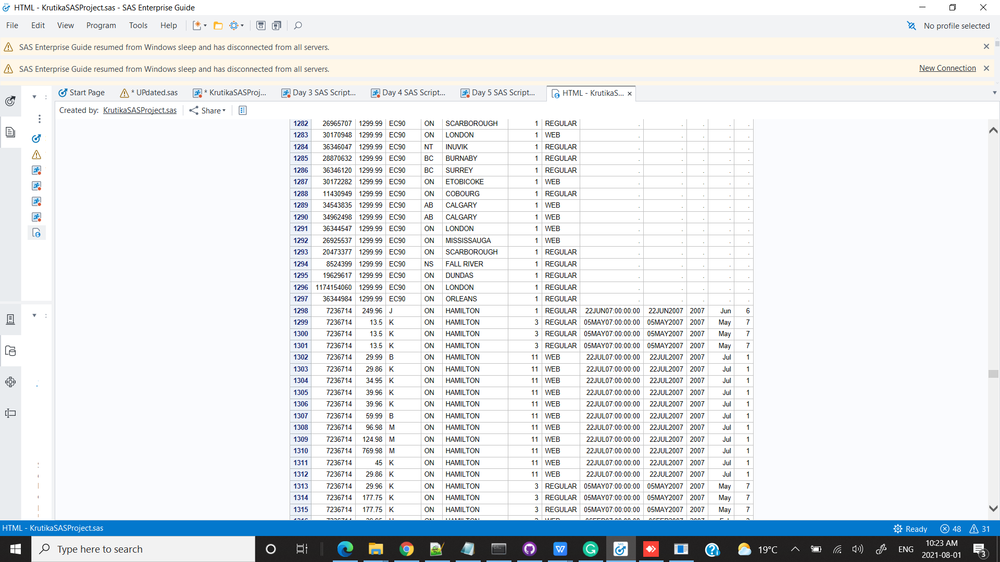 HTML - KrutikaSASProject.sas - SAS Enterprise Guide
File Edit View Program Tools Help No profile selected
SAS Enterprise Guide resumed from Windows sleep and has disconnected from all servers.
SAS Enterprise Guide resumed from Windows sleep and has disconnected from all servers. New Connection
Start Page * UPdated.sas * KrutikaSASProj... Day 3 SAS Script... Day 4 SAS Script... Day 5 SAS Script... HTML - KrutikaS...
Created by: KrutikaSASProject.sas Share
1282 26965707 1299.99 EC90 ON SCARBOROUGH 1 REGULAR . . . . .
1283 30170948 1299.99 EC90 ON LONDON 1 WEB . . . . .
1284 36346047 1299.99 EC90 NT INUVIK 1 REGULAR . . . . .
1285 28870632 1299.99 EC90 BC BURNABY 1 REGULAR . . . . .
1286 36346120 1299.99 EC90 BC SURREY 1 REGULAR . . . . .
1287 30172282 1299.99 EC90 ON ETOBICOKE 1 WEB . . . . .
1288 11430949 1299.99 EC90 ON COBOURG 1 REGULAR . . . . .
1289 34543835 1299.99 EC90 AB CALGARY 1 WEB . . . . .
1290 34962498 1299.99 EC90 AB CALGARY 1 WEB . . . . .
1291 36344547 1299.99 EC90 ON LONDON 1 WEB . . . . .
1292 26925537 1299.99 EC90 ON MISSISSAUGA 1 WEB . . . . .
1293 20473377 1299.99 EC90 ON SCARBOROUGH 1 REGULAR . . . . .
1294 8524399 1299.99 EC90 NS FALL RIVER 1 REGULAR . . . . .
1295 19629617 1299.99 EC90 ON DUNDAS 1 REGULAR . . . . .
1296 1174154060 1299.99 EC90 ON LONDON 1 REGULAR . . . . .
1297 36344984 1299.99 EC90 ON ORLEANS 1 REGULAR . . . . .
1298 7236714 249.96 J ON HAMILTON 1 REGULAR 22JUN07:00:00:00 22JUN2007 2007 Jun 6
1299 7236714 13.5 K ON HAMILTON 3 REGULAR 05MAY07:00:00:00 05MAY2007 2007 May 7
1300 7236714 13.5 K ON HAMILTON 3 REGULAR 05MAY07:00:00:00 05MAY2007 2007 May 7
1301 7236714 13.5 K ON HAMILTON 3 REGULAR 05MAY07:00:00:00 05MAY2007 2007 May 7
1302 7236714 29.99 B ON HAMILTON 11 WEB 22JUL07:00:00:00 22JUL2007 2007 Jul 1
1303 7236714 29.86 K ON HAMILTON 11 WEB 22JUL07:00:00:00 22JUL2007 2007 Jul 1
1304 7236714 34.95 K ON HAMILTON 11 WEB 22JUL07:00:00:00 22JUL2007 2007 Jul 1
1305 7236714 39.96 K ON HAMILTON 11 WEB 22JUL07:00:00:00 22JUL2007 2007 Jul 1
1306 7236714 39.96 K ON HAMILTON 11 WEB 22JUL07:00:00:00 22JUL2007 2007 Jul 1
1307 7236714 59.99 B ON HAMILTON 11 WEB 22JUL07:00:00:00 22JUL2007 2007 Jul 1
1308 7236714 96.98 M ON HAMILTON 11 WEB 22JUL07:00:00:00 22JUL2007 2007 Jul 1
1309 7236714 124.98 M ON HAMILTON 11 WEB 22JUL07:00:00:00 22JUL2007 2007 Jul 1
1310 7236714 769.98 M ON HAMILTON 11 WEB 22JUL07:00:00:00 22JUL2007 2007 Jul 1
1311 7236714 45 K ON HAMILTON 11 WEB 22JUL07:00:00:00 22JUL2007 2007 Jul 1
1312 7236714 29.86 K ON HAMILTON 11 WEB 22JUL07:00:00:00 22JUL2007 2007 Jul 1
1313 7236714 29.96 K ON HAMILTON 3 REGULAR 05MAY07:00:00:00 05MAY2007 2007 May 7
1314 7236714 177.75 K ON HAMILTON 3 REGULAR 05MAY07:00:00:00 05MAY2007 2007 May 7
1315 7236714 177.75 K ON HAMILTON 3 REGULAR 05MAY07:00:00:00 05MAY2007 2007 May 7
HTML - KrutikaSASProject.sas Ready 48 31
Type here to search 19°C ENG 10:23 AM
2021-08-01 3